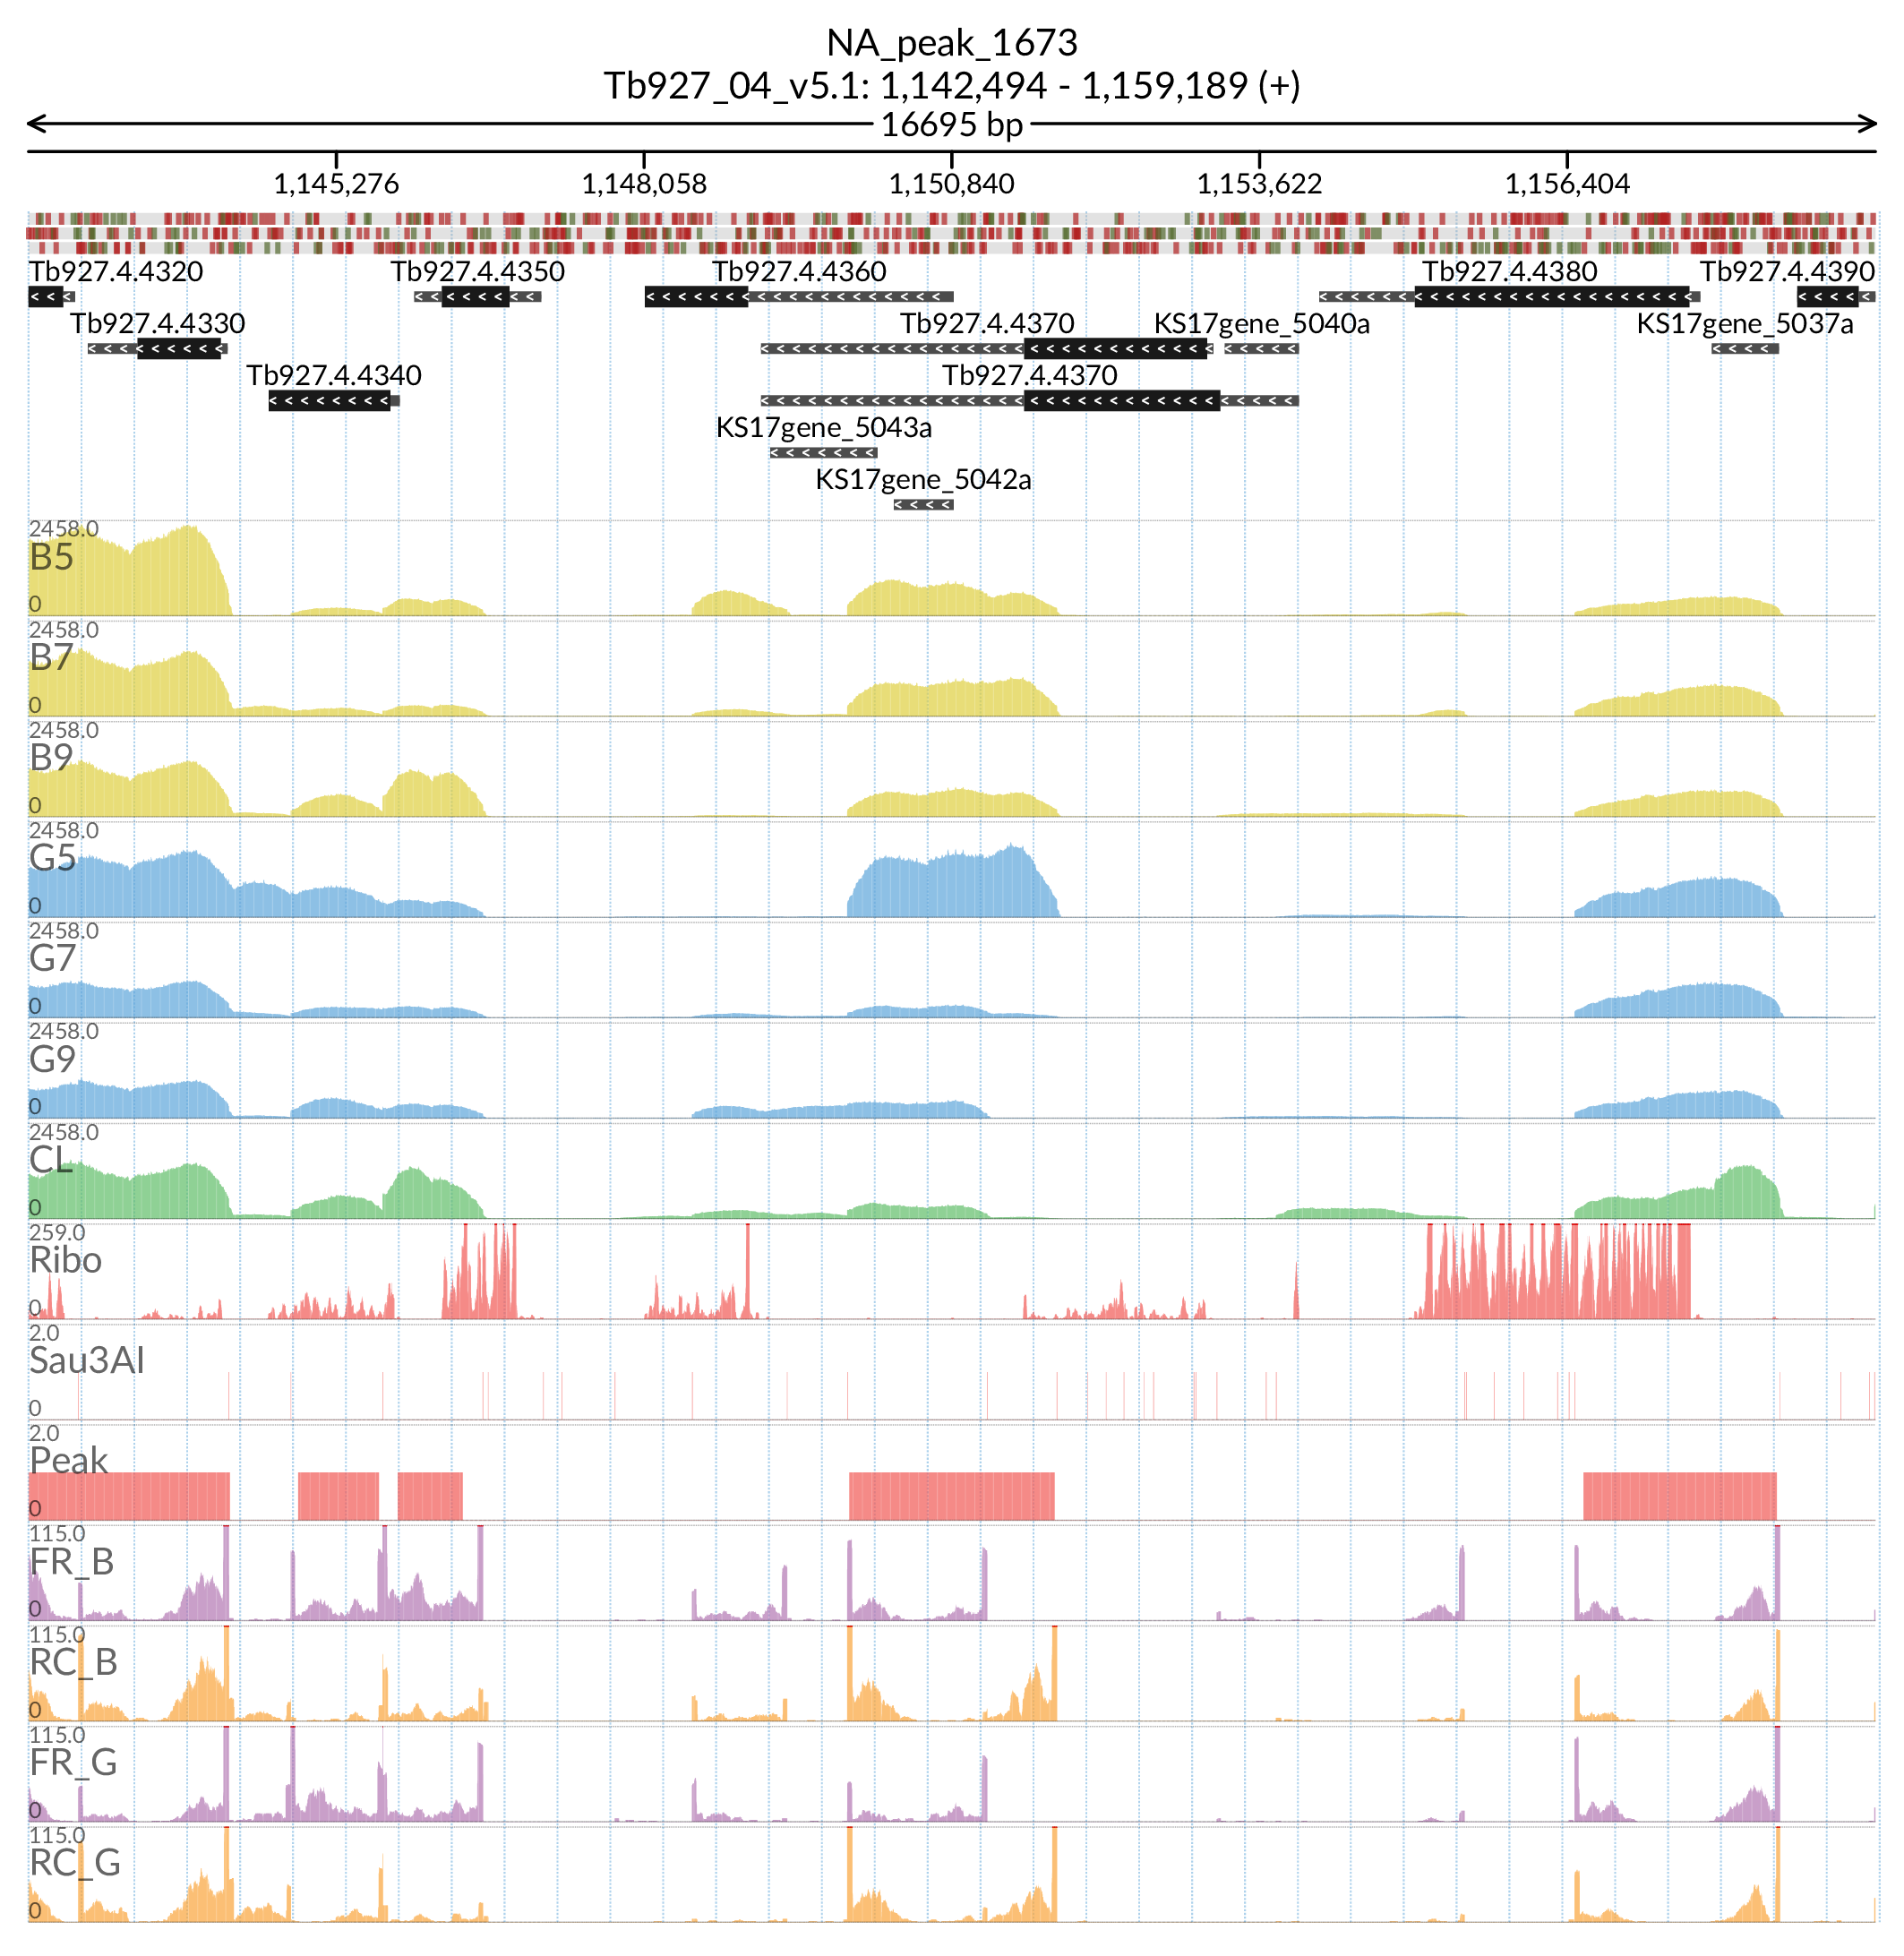 NA_peak_1673
Tb927_04_v5.1: 1,142,494 - 1,159,189 (+)
16695 bp
1,145,276 1,148,058 1,150,840 1,153,622 1,156,404
Tb927.4.4320 Tb927.4.4350 Tb927.4.4360 Tb927.4.4380 Tb927.4.4390
Tb927.4.4330 Tb927.4.4370 KS17gene_5040a KS17gene_5037a
Tb927.4.4340 Tb927.4.4370
KS17gene_5043a
KS17gene_5042a
2458.0
B5
0
2458.0
B7
0
2458.0
B9
0
2458.0
G5
0
2458.0
G7
0
2458.0
G9
0
2458.0
CL
0
259.0
Ribo
0
2.0
Sau3AI
0
2.0
Peak
0
115.0
FR_B
0
115.0
RC_B
0
115.0
FR_G
0
115.0
RC_G
0